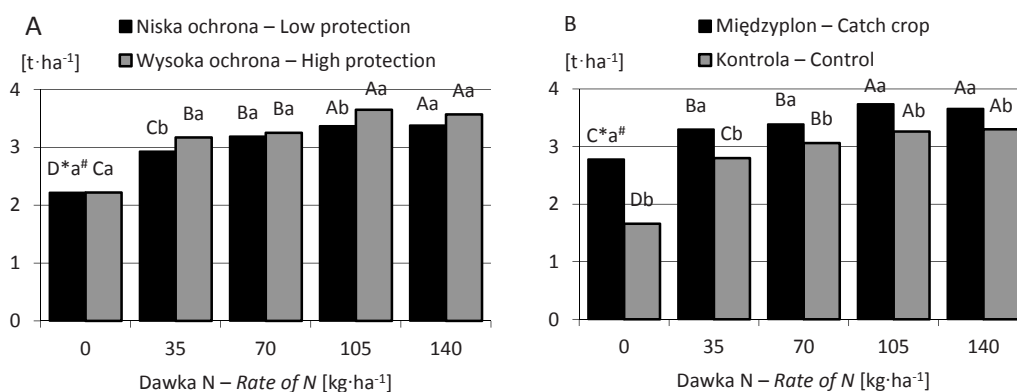 A
Niska ochrona – Low protection
[t·ha⁻¹]
Wysoka ochrona – High protection
4
3
2
1
0
D*a# Ca
Cb
Ba
Ba
Ba
Ab
Aa
Aa
Aa
0
35
70
105
140
Dawka N – Rate of N [kg·ha⁻¹]
B
Międzyplon – Catch crop
[t·ha⁻¹]
Kontrola – Control
4
3
2
1
0
C*a#
Db
Ba
Cb
Ba
Bb
Aa
Ab
Aa
Ab
0
35
70
105
140
Dawka N – Rate of N [kg·ha⁻¹]